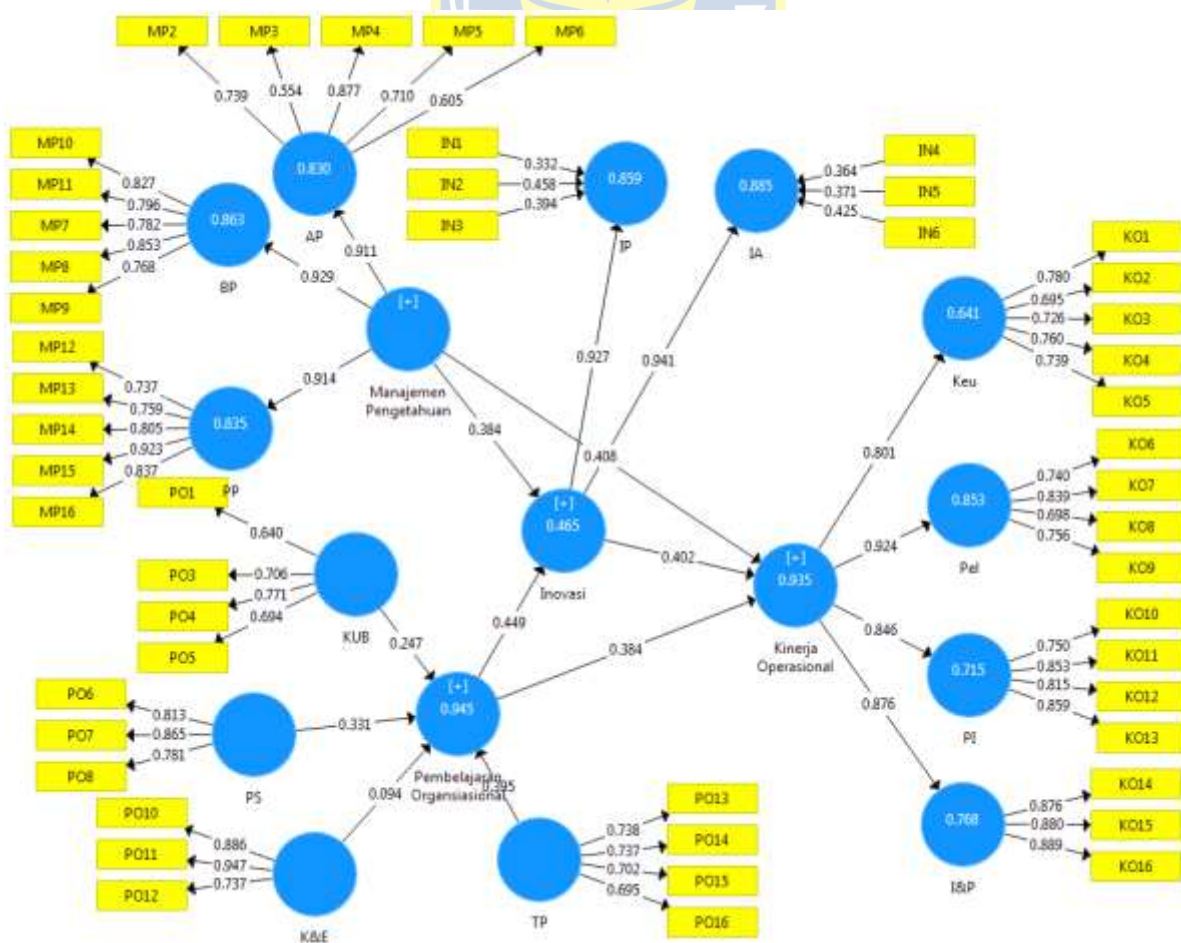 MP2 MP3 MP4 MP5 MP6
0.739 0.554 0.877 0.710 0.605
0.830
AP
MP10
MP11
MP7
MP8
MP9
0.827
0.796
0.782
0.853
0.768
0.863
BP
0.911
0.929
IN1
IN2
IN3
0.332
0.458
0.394
0.859
IP
0.885
IA
0.364
0.371
0.425
IN4
IN5
IN6
[+]
Manajemen
Pengetahuan
0.914
0.384
0.408
0.927
0.941
MP12
MP13
MP14
MP15
MP16
0.737
0.759
0.805
0.923
0.837
0.835
PP
0.641
Keu
0.780
0.695
0.726
0.760
0.739
KO1
KO2
KO3
KO4
KO5
0.801
PO1
PO3
PO4
PO5
0.640
0.706
0.771
0.694
KUB
0.247
[+]
0.465
Inovasi
0.402
0.449
[+]
0.935
Kinerja
Operasional
0.924
0.853
Pel
0.740
0.839
0.698
0.756
KO6
KO7
KO8
KO9
0.846
0.715
PI
0.750
0.853
0.815
0.859
KO10
KO11
KO12
KO13
0.876
0.384
PO6
PO7
PO8
0.813
0.865
0.781
PS
0.331
[+]
0.945
Pembelajaran
Organsiasional
0.094
0.395
PO10
PO11
PO12
0.886
0.947
0.737
K&E
TP
0.738
0.737
0.702
0.695
PO13
PO14
PO15
PO16
0.768
I&P
0.876
0.880
0.889
KO14
KO15
KO16